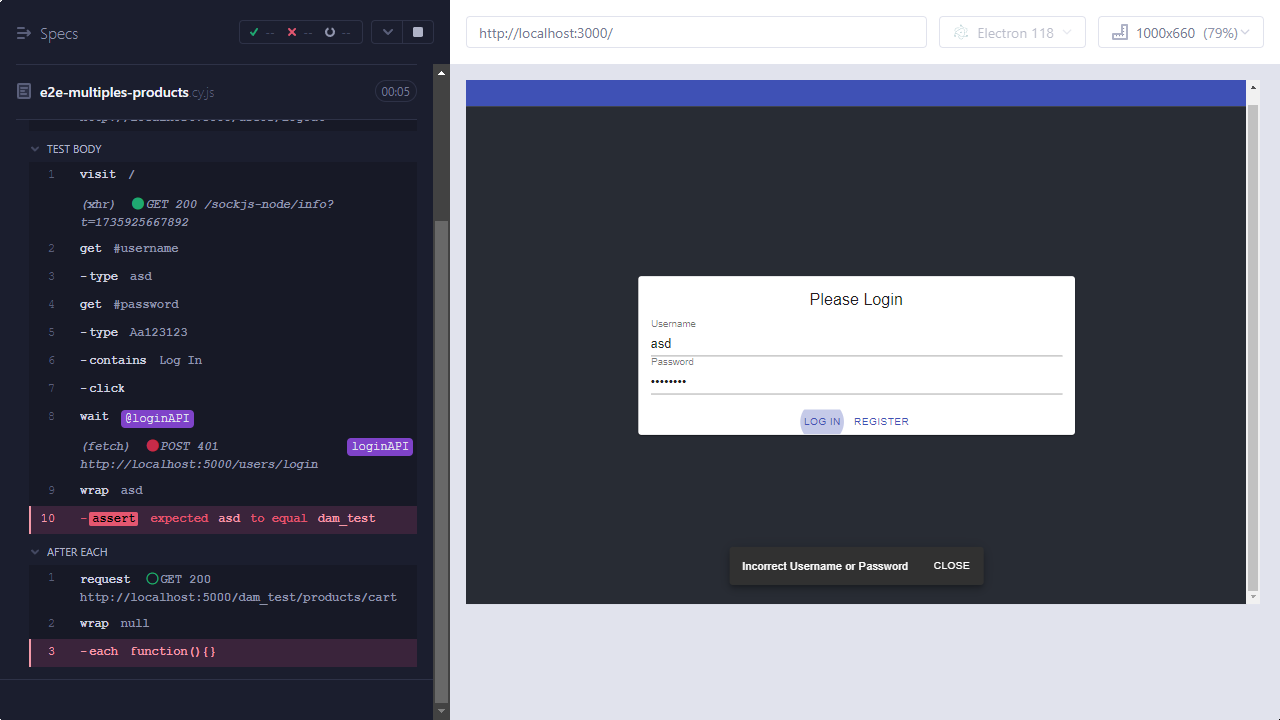 Specs
--
--
--
e2e-multiples-products.cy.js
00:05
http://localhost:5000/users/logout
TEST BODY
1 visit /
(xhr) GET 200 /sockjs-node/info?
t=1735925667892
2 get #username
3 -type asd
4 get #password
5 -type Aa123123
6 -contains Log In
7 -click
8 wait @loginAPI
(fetch) POST 401 loginAPI
http://localhost:5000/users/login
9 wrap asd
10 -assert expected asd to equal dam_test
AFTER EACH
1 request GET 200
http://localhost:5000/dam_test/products/cart
2 wrap null
3 -each function(){}
http://localhost:3000/
Electron 118
1000x660 (79%)
Please Login
Username
asd
Password
••••••••
LOG IN REGISTER
Incorrect Username or Password CLOSE